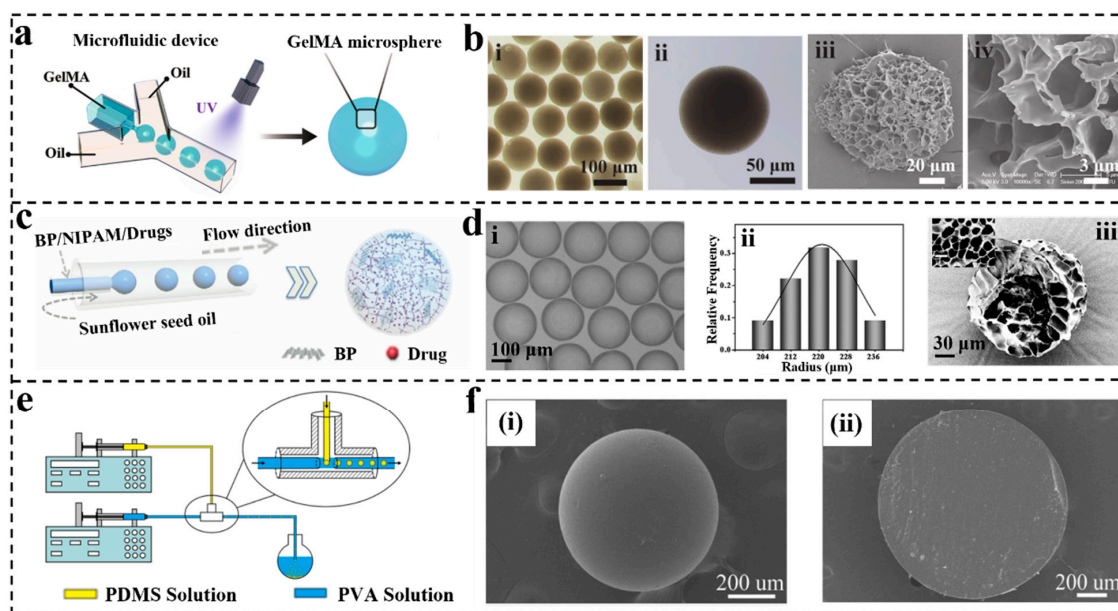 a
Microfluidic device
GelMA
Oil
UV
Oil
GelMA microsphere
b
i
100 µm
ii
50 µm
iii
20 µm
iv
3 µm
c
BP/NIPAM/Drugs
Flow direction
Sunflower seed oil
BP
Drug
d
i
100 µm
ii
Relative Frequency
0.3
0.2
0.1
0.0
204 212 220 228 236
Radius (µm)
iii
30 µm
e
PDMS Solution
PVA Solution
f
(i)
200 um
(ii)
200 um